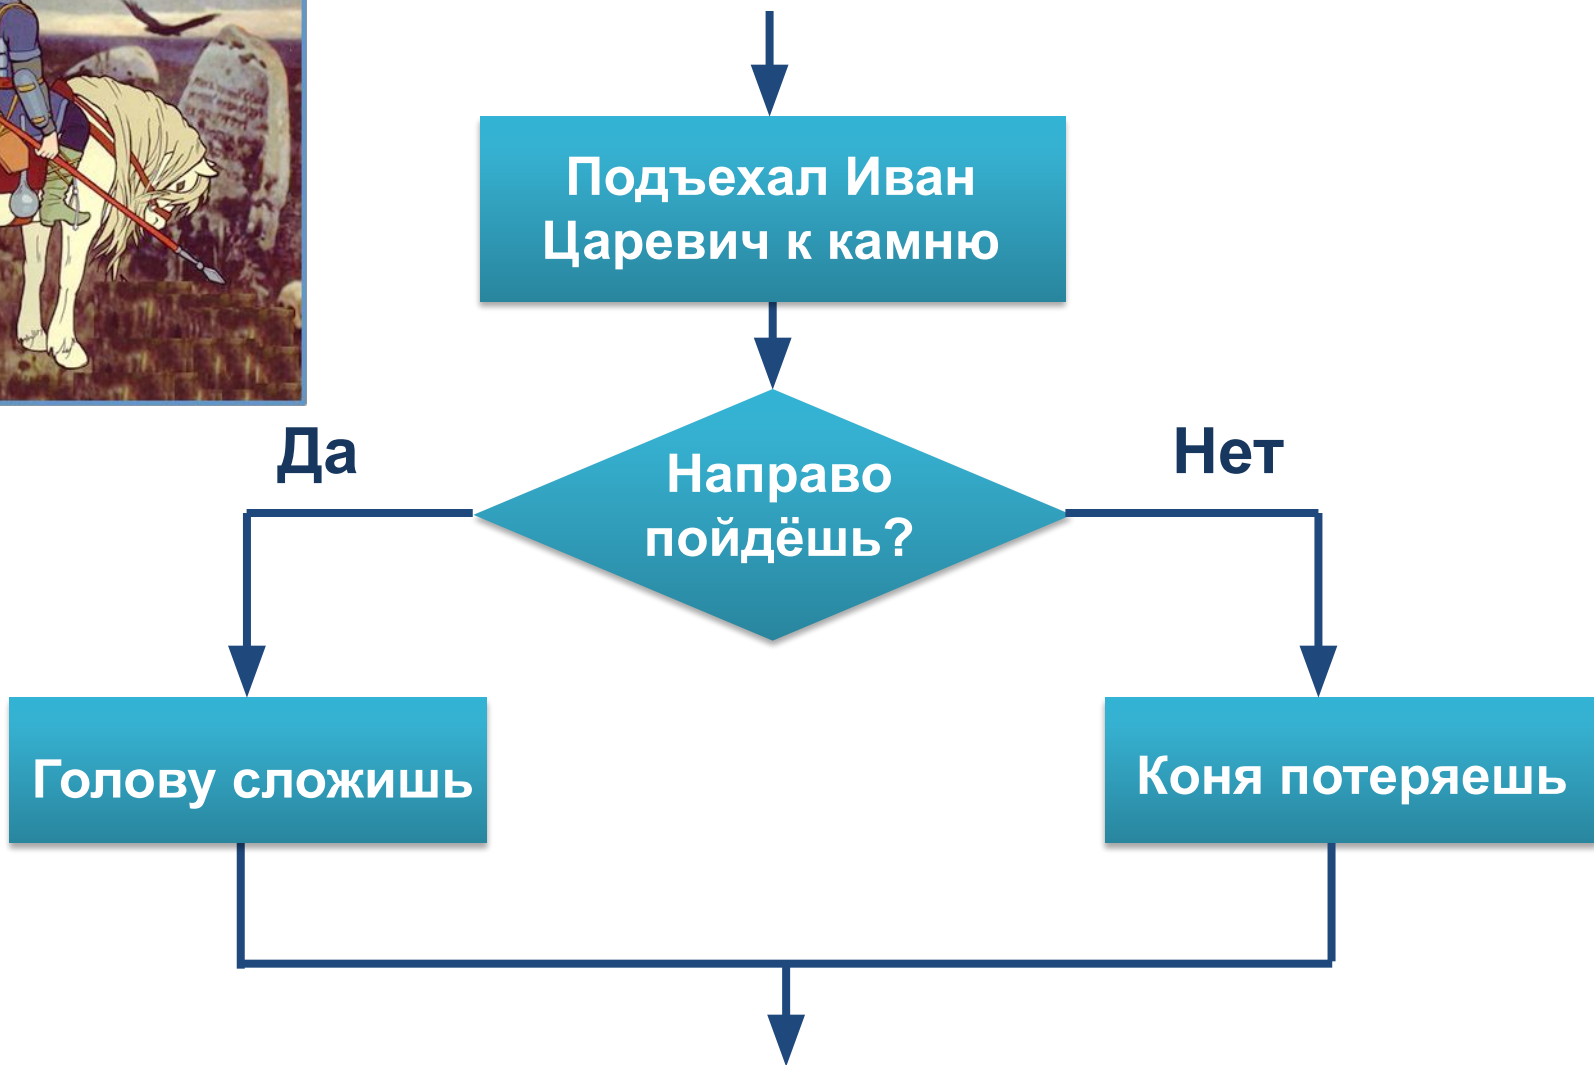 Подъехал Иван
Царевич к камню
Да
Нет
Направо
пойдёшь?
Голову сложишь
Коня потеряешь